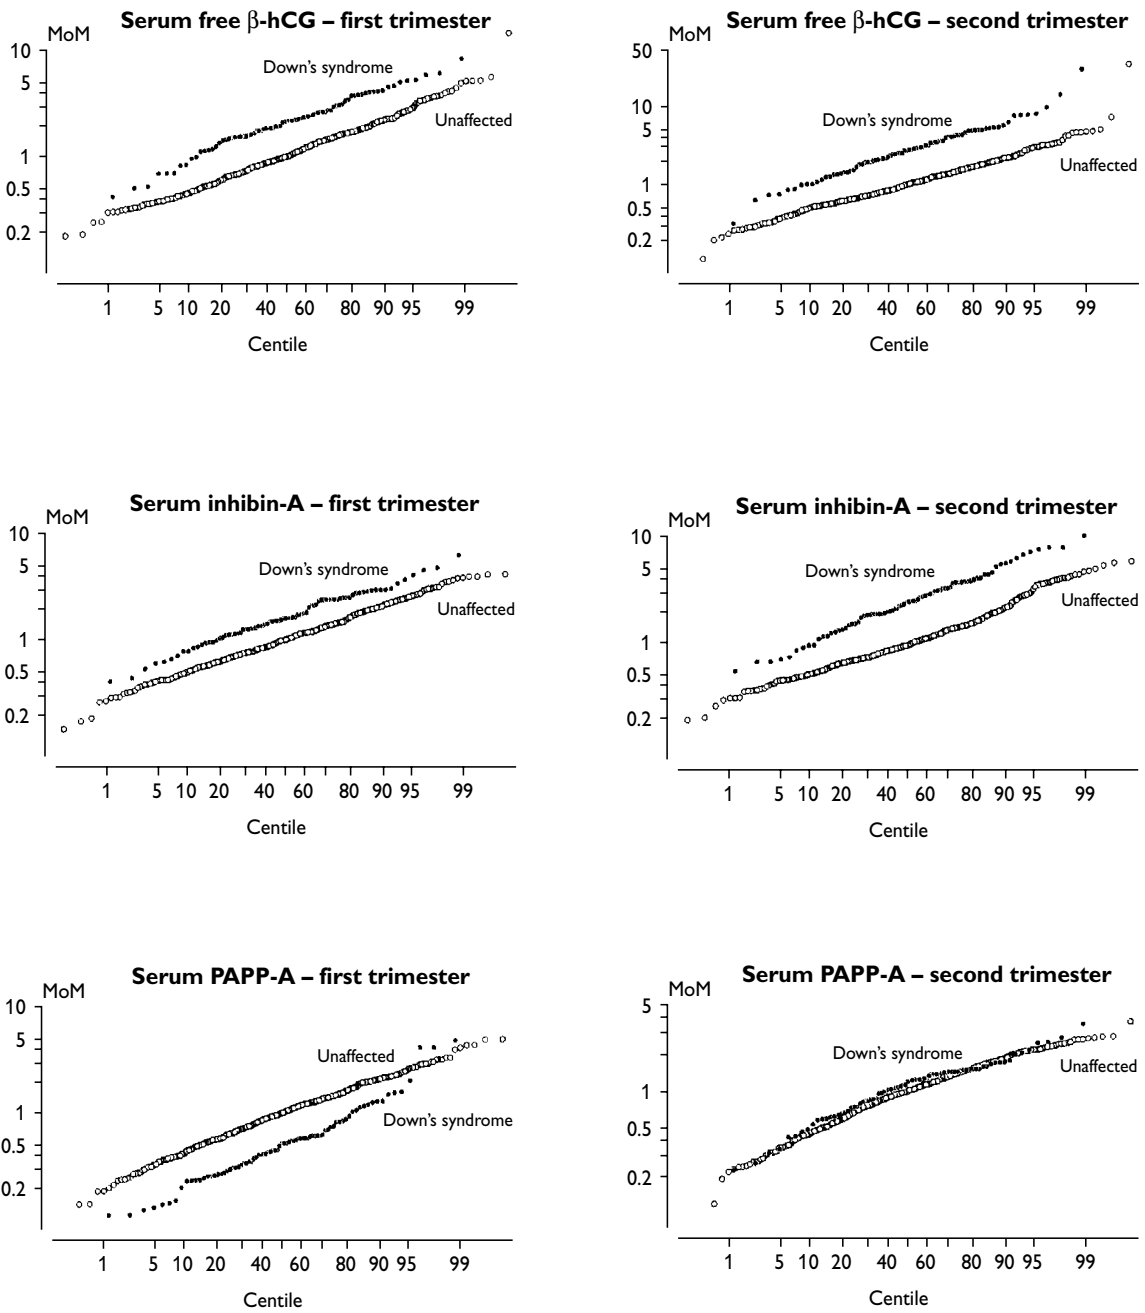 Serum free β-hCG – first trimester
MoM
10
5
1
0.5
0.2
Down's syndrome
Unaffected
1 5 10 20 40 60 80 90 95 99
Centile
Serum free β-hCG – second trimester
MoM
50
10
5
1
0.5
0.2
Down's syndrome
Unaffected
1 5 10 20 40 60 80 90 95 99
Centile
Serum inhibin-A – first trimester
MoM
10
5
1
0.5
0.2
Down's syndrome
Unaffected
1 5 10 20 40 60 80 90 95 99
Centile
Serum inhibin-A – second trimester
MoM
10
5
1
0.5
0.2
Down's syndrome
Unaffected
1 5 10 20 40 60 80 90 95 99
Centile
Serum PAPP-A – first trimester
MoM
10
5
1
0.5
0.2
Unaffected
Down's syndrome
1 5 10 20 40 60 80 90 95 99
Centile
Serum PAPP-A – second trimester
MoM
5
1
0.5
0.2
Down's syndrome
Unaffected
1 5 10 20 40 60 80 90 95 99
Centile